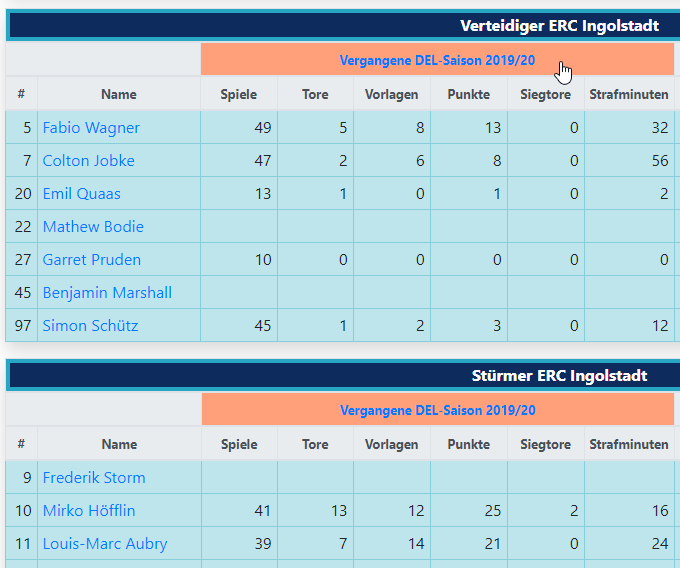 Verteidiger ERC Ingolstadt
Vergangene DEL-Saison 2019/20
# Name Spiele Tore Vorlagen Punkte Siegtore Strafminuten
5 Fabio Wagner 49 5 8 13 0 32
7 Colton Jobke 47 2 6 8 0 56
20 Emil Quaas 13 1 0 1 0 2
22 Mathew Bodie
27 Garret Pruden 10 0 0 0 0 0
45 Benjamin Marshall
97 Simon Schütz 45 1 2 3 0 12
Stürmer ERC Ingolstadt
Vergangene DEL-Saison 2019/20
# Name Spiele Tore Vorlagen Punkte Siegtore Strafminuten
9 Frederik Storm
10 Mirko Höfflin 41 13 12 25 2 16
11 Louis-Marc Aubry 39 7 14 21 0 24